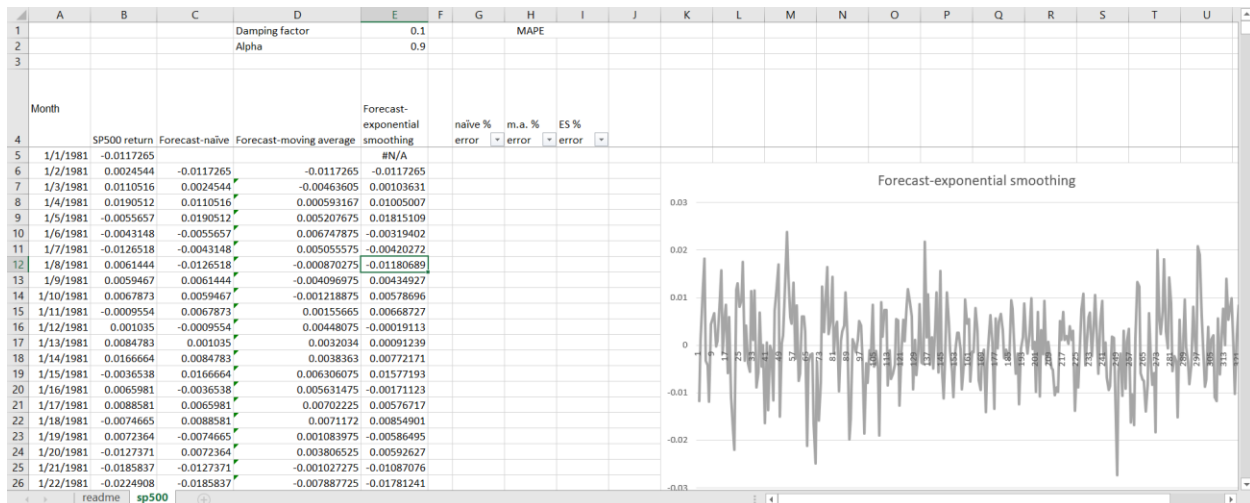 A B C D E F G H I J K L M N O P Q R S T U
1 Damping factor 0.1 MAPE
2 Alpha 0.9
3
Month
Forecast-
exponential naïve % m.a. % ES %
4 SP500 return Forecast-naïve Forecast-moving average smoothing error error error
5 1/1/1981 -0.0117265 #N/A
6 1/2/1981 0.0024544 -0.0117265 -0.0117265 -0.0117265
7 1/3/1981 0.0110516 0.0024544 -0.00463605 0.00103631
8 1/4/1981 0.0190512 0.0110516 0.000593167 0.01005007
9 1/5/1981 -0.0055657 0.0190512 0.005207675 0.01815109
10 1/6/1981 -0.0043148 -0.0055657 0.006747875 -0.00319402
11 1/7/1981 -0.0126518 -0.0043148 0.005055575 -0.00420272
12 1/8/1981 0.0061444 -0.0126518 -0.000870275 -0.01180689
13 1/9/1981 0.0059467 0.0061444 -0.004096975 0.00434927
14 1/10/1981 0.0067873 0.0059467 -0.001218875 0.00578696
15 1/11/1981 -0.0009554 0.0067873 0.00155665 0.00668727
16 1/12/1981 0.001035 -0.0009554 0.00448075 -0.00019113
17 1/13/1981 0.0084783 0.001035 0.0032034 0.00091239
18 1/14/1981 0.0166664 0.0084783 0.0038363 0.00772171
19 1/15/1981 -0.0036538 0.0166664 0.006306075 0.01577193
20 1/16/1981 0.0065981 -0.0036538 0.005631475 -0.00171123
21 1/17/1981 0.0088581 0.0065981 0.00702225 0.00576717
22 1/18/1981 -0.0074665 0.0088581 0.0071172 0.00854901
23 1/19/1981 0.0072364 -0.0074665 0.001083975 -0.00586495
24 1/20/1981 -0.0127371 0.0072364 0.003806525 0.00592627
25 1/21/1981 -0.0185837 -0.0127371 -0.001027275 -0.01087076
26 1/22/1981 -0.0224908 -0.0185837 -0.007887725 -0.01781241
Forecast-exponential smoothing
0.03
0.02
0.01
0
-0.01
-0.02
-0.03
readme sp500